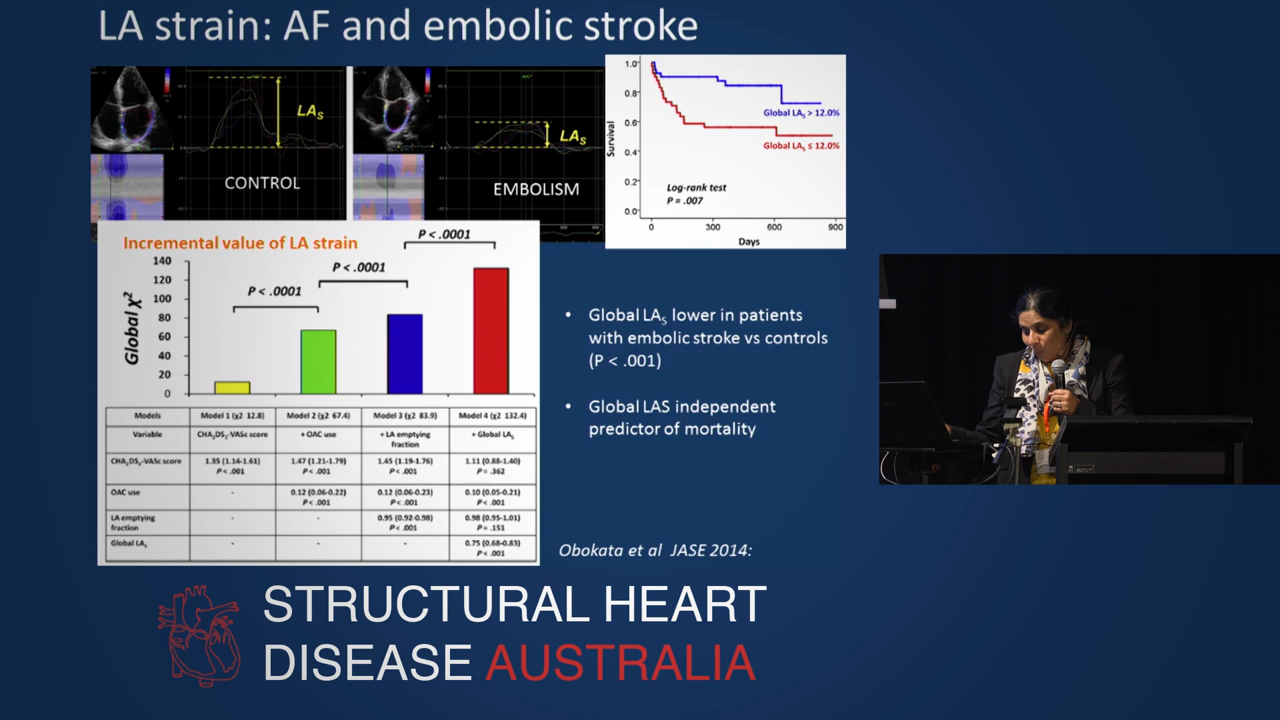 LA strain: AF and embolic stroke
LAS
CONTROL
LAS
EMBOLISM
1.0
0.8
0.6
0.4
0.2
0.0
Survival
Global LAS > 12.0%
Global LAS ≤ 12.0%
Log-rank test
P = .007
0 300 600 900
Days
Incremental value of LA strain
P < .0001
P < .0001
P < .0001
Global χ²
140
120
100
80
60
40
20
0
Models Model 1 (χ2 12.8) Model 2 (χ2 67.4) Model 3 (χ2 83.9) Model 4 (χ2 132.4)
Variable CHA2DS2-VASc score + OAC use + LA emptying fraction + Global LAS
CHA2DS2-VASc score 1.35 (1.14-1.61) 1.47 (1.21-1.79) 1.45 (1.19-1.76) 1.11 (0.88-1.40)
P < .001 P < .001 P < .001 P = .362
OAC use - 0.12 (0.06-0.22) 0.12 (0.06-0.23) 0.10 (0.05-0.21)
P < .001 P < .001 P < .001
LA emptying fraction - - 0.95 (0.92-0.98) 0.98 (0.95-1.01)
P < .001 P = .151
Global LAS - - - 0.75 (0.68-0.83)
P < .001
• Global LAS lower in patients
with embolic stroke vs controls
(P < .001)
• Global LAS independent
predictor of mortality
Obokata et al JASE 2014:
STRUCTURAL HEART
DISEASE AUSTRALIA